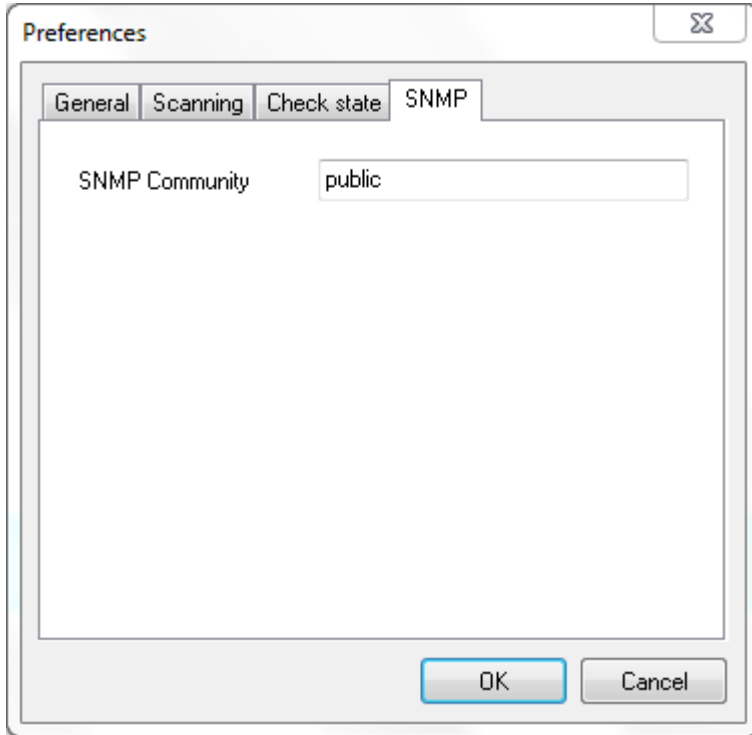 Preferences
General Scanning Check state SNMP
SNMP Community public
OK Cancel